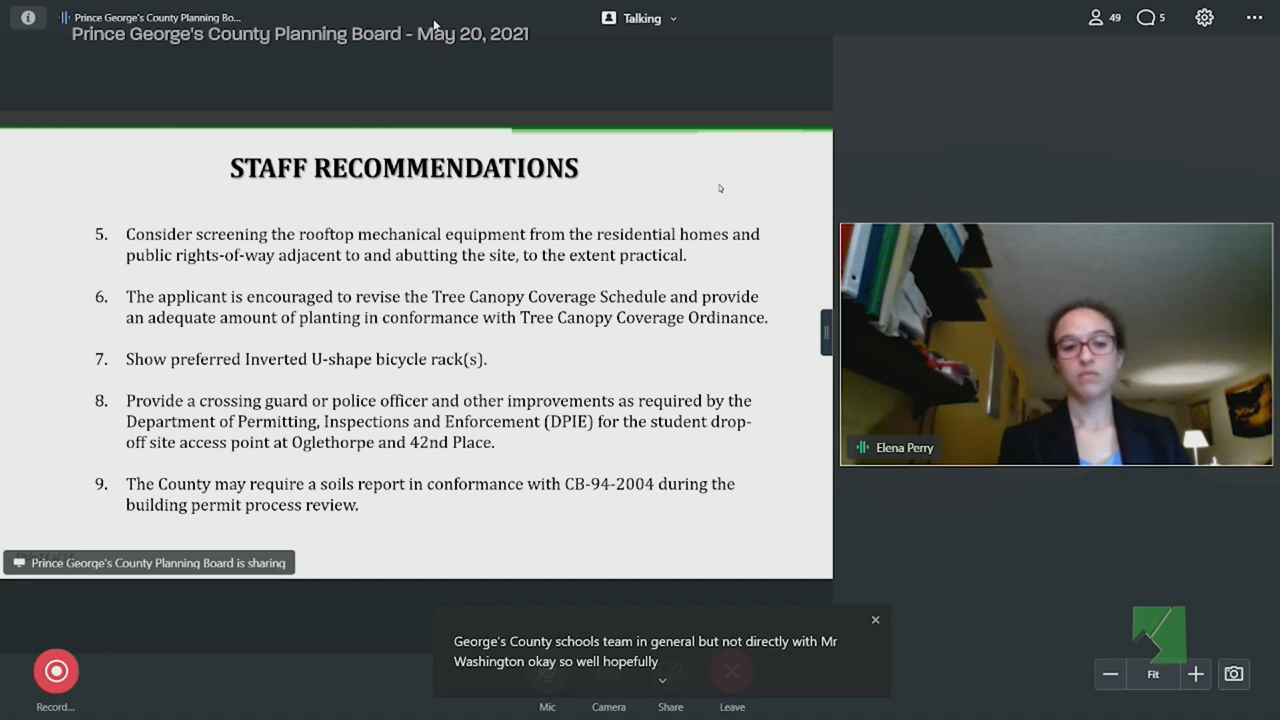 Prince George's County Planning Bo...
Talking
49
5
Prince George's County Planning Board - May 20, 2021
STAFF RECOMMENDATIONS
5. Consider screening the rooftop mechanical equipment from the residential homes and
public rights-of-way adjacent to and abutting the site, to the extent practical.
6. The applicant is encouraged to revise the Tree Canopy Coverage Schedule and provide
an adequate amount of planting in conformance with Tree Canopy Coverage Ordinance.
7. Show preferred Inverted U-shape bicycle rack(s).
8. Provide a crossing guard or police officer and other improvements as required by the
Department of Permitting, Inspections and Enforcement (DPIE) for the student drop-
off site access point at Oglethorpe and 42nd Place.
9. The County may require a soils report in conformance with CB-94-2004 during the
building permit process review.
Elena Perry
Prince George's County Planning Board is sharing
George's County schools team in general but not directly with Mr
Washington okay so well hopefully
Fit
Record...
Mic
Camera
Share
Leave